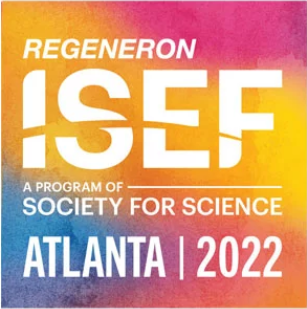 REGENERON
ISEF
A PROGRAM OF
SOCIETY FOR SCIENCE
ATLANTA | 2022